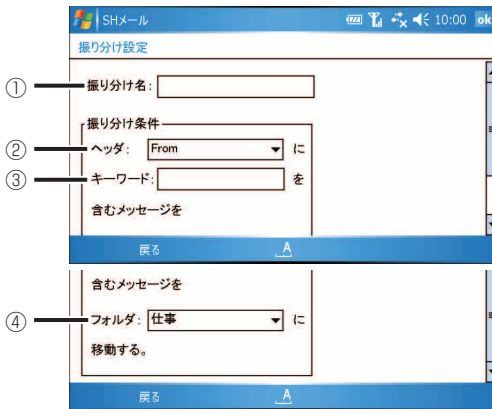 SHメール 10:00 ok
振り分け設定
① 振り分け名:
振り分け条件
② ヘッダ: From に
③ キーワード: を
含むメッセージを
戻る A
含むメッセージを
④ フォルダ: 仕事 に
移動する。
戻る A